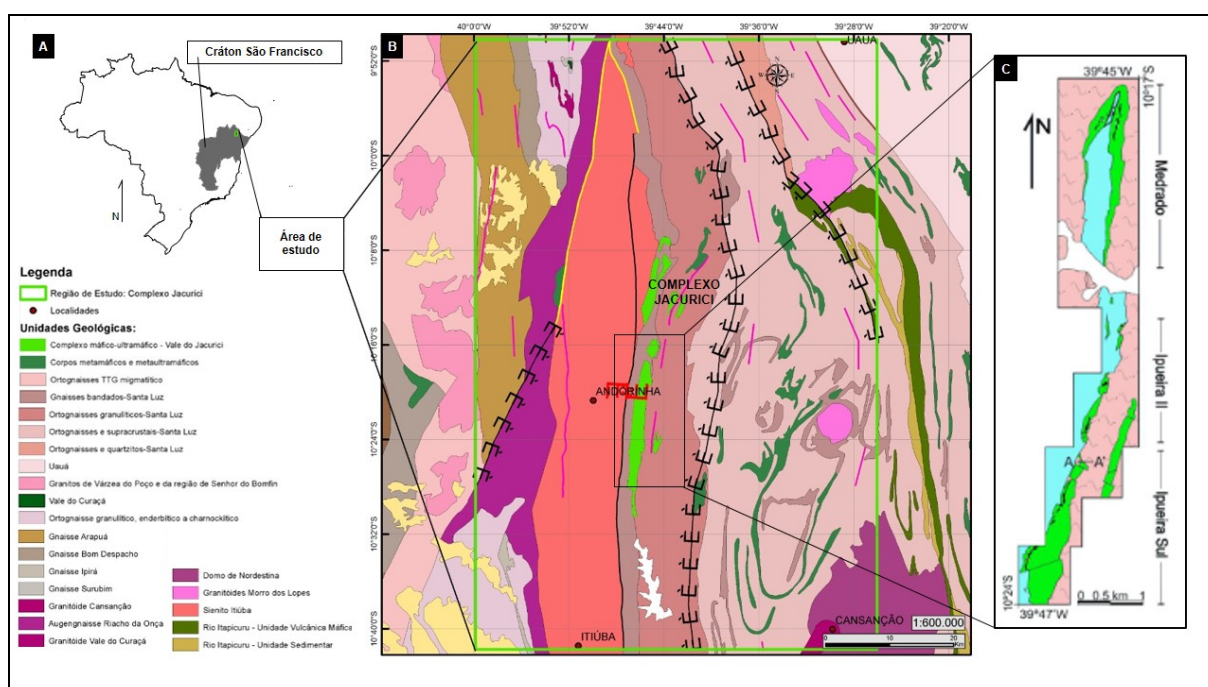 A
Cráton São Francisco
N
Área de
estudo
Legenda
Região de Estudo: Complexo Jacurici
Localidades
Unidades Geológicas:
Complexo máfico-ultramáfico - Vale do Jacurici
Corpos metamáficos e metaultramáficos
Ortognaisses TTG migmatítico
Gnaisses bandados-Santa Luz
Ortognaisses granulíticos-Santa Luz
Ortognaisses e supracrustais-Santa Luz
Ortognaisses e quartzitos-Santa Luz
Uauá
Granitos de Várzea do Poço e da região de Senhor do Bomfin
Vale do Curaçá
Ortognaisse granulítico, enderbítico a charnockítico
Gnaisse Arapuá
Gnaisse Bom Despacho
Gnaisse Ipirá
Gnaisse Surubim
Granitóide Cansanção
Augengnaisse Riacho da Onça
Granitóide Vale do Curaçá
Domo de Nordestina
Granitóides Morro dos Lopes
Sienito Itiúba
Rio Itapicuru - Unidade Vulcânica Máfica
Rio Itapicuru - Unidade Sedimentar
B
40°0'0"W
39°52'0"W
39°44'0"W
39°36'0"W
39°28'0"W
39°20'0"W
9°52'0"S
10°0'0"S
10°8'0"S
10°16'0"S
10°24'0"S
10°32'0"S
10°40'0"S
UAUÁ
COMPLEXO
JACURICI
ANDORINHA
ITIÚBA
CANSANÇÃO
1:600.000
0 10 20
Km
C
39°45'W
10°17'S
N
Medrado
Ipueira II
A A'
Ipueira Sul
10°24'S
39°47'W
0 0.5 km 1